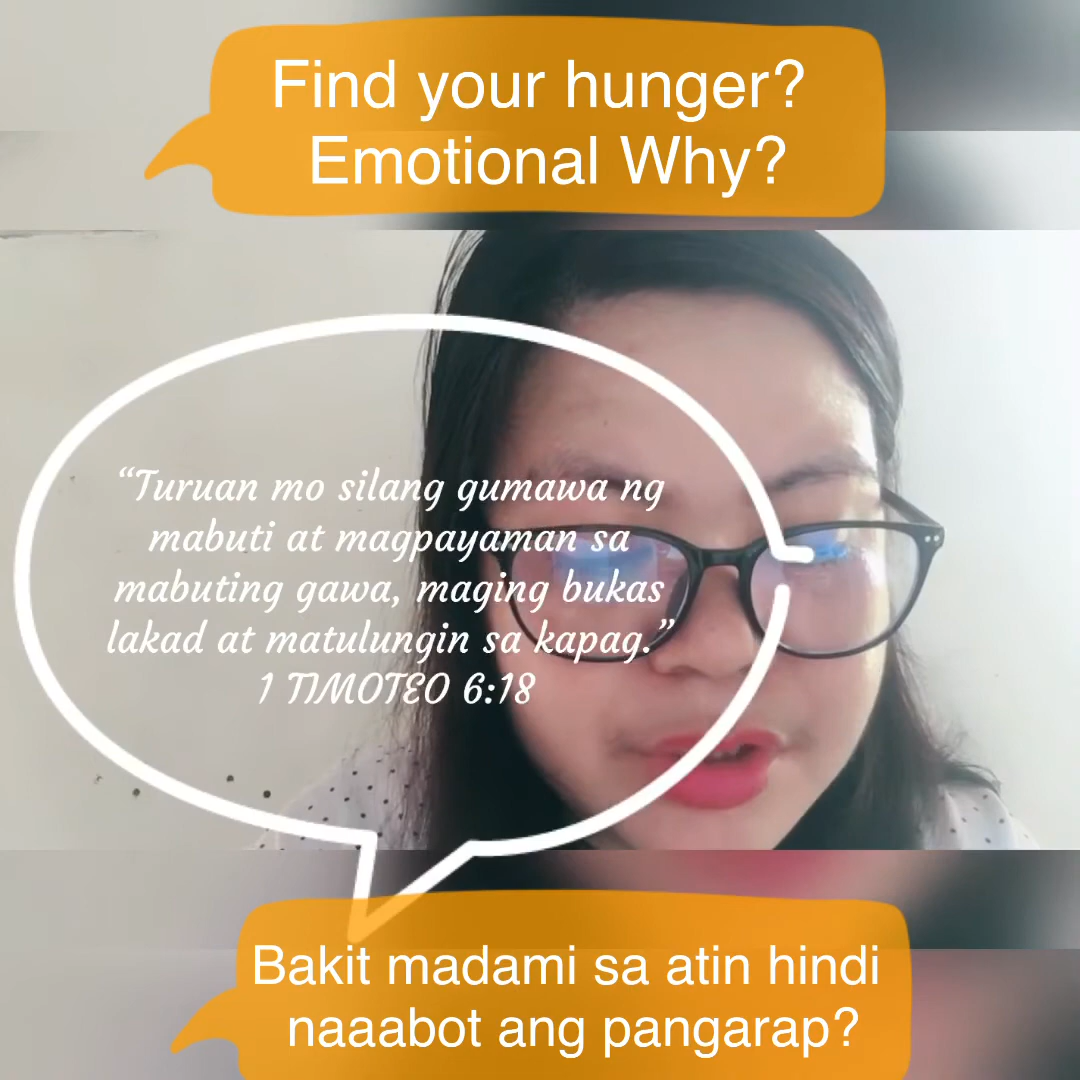 Find your hunger?
Emotional Why?
“Turuan mo silang gumawa ng
mabuti at magpayaman sa
mabuting gawa, maging bukas
lakad at matulungin sa kapag.”
1 TIMOTEO 6:18
Bakit madami sa atin hindi
naaabot ang pangarap?